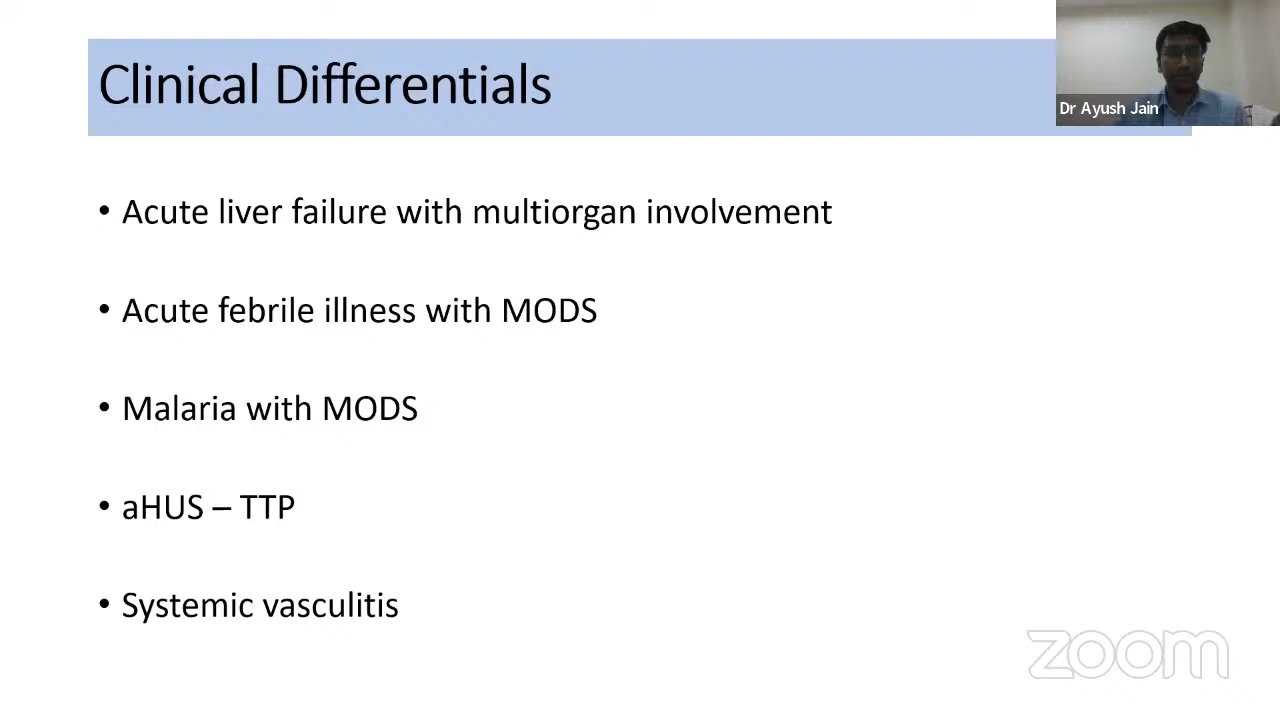 Clinical Differentials
Dr Ayush Jain
• Acute liver failure with multiorgan involvement
• Acute febrile illness with MODS
• Malaria with MODS
• aHUS – TTP
• Systemic vasculitis
zoom